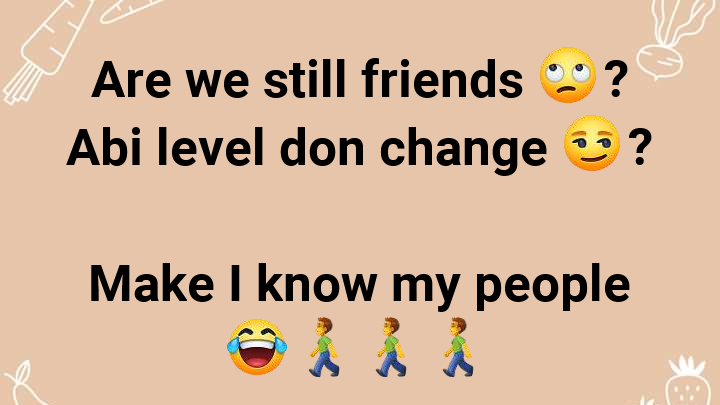 Are we still friends 🙄?
Abi level don change 😏?
Make I know my people
😂🚶‍♂️🚶‍♂️🚶‍♂️